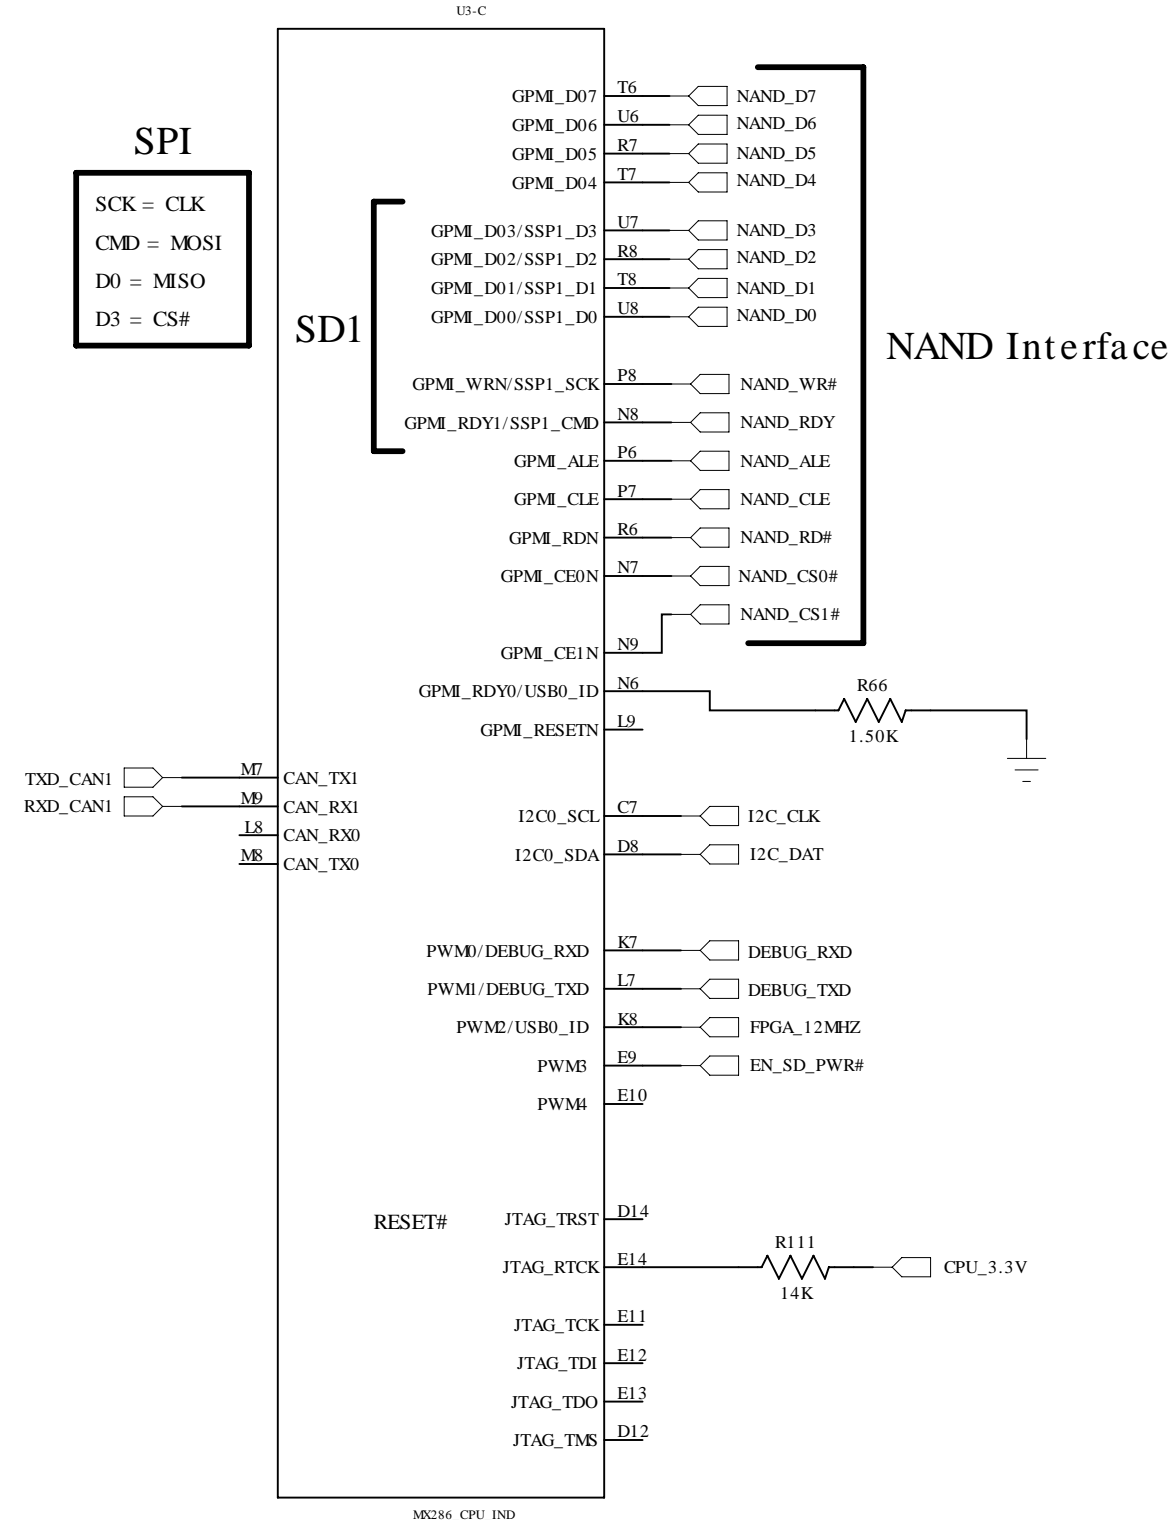 U3-C
SPI
SCK = CLK
CMD = MOSI
D0 = MISO
D3 = CS#
SD1
NAND Interface
GPMI_D07 T6 NAND_D7
GPMI_D06 U6 NAND_D6
GPMI_D05 R7 NAND_D5
GPMI_D04 T7 NAND_D4
GPMI_D03/SSP1_D3 U7 NAND_D3
GPMI_D02/SSP1_D2 R8 NAND_D2
GPMI_D01/SSP1_D1 T8 NAND_D1
GPMI_D00/SSP1_D0 U8 NAND_D0
GPMI_WRN/SSP1_SCK P8 NAND_WR#
GPMI_RDY1/SSP1_CMD N8 NAND_RDY
GPMI_ALE P6 NAND_ALE
GPMI_CLE P7 NAND_CLE
GPMI_RDN R6 NAND_RD#
GPMI_CE0N N7 NAND_CS0#
NAND_CS1#
GPMI_CE1N N9
GPMI_RDY0/USB0_ID N6
R66
1.50K
GPMI_RESETN L9
TXD_CAN1 M7 CAN_TX1
RXD_CAN1 M9 CAN_RX1
L8 CAN_RX0
M8 CAN_TX0
I2C0_SCL C7 I2C_CLK
I2C0_SDA D8 I2C_DAT
PWM0/DEBUG_RXD K7 DEBUG_RXD
PWM1/DEBUG_TXD L7 DEBUG_TXD
PWM2/USB0_ID K8 FPGA_12MHZ
PWM3 E9 EN_SD_PWR#
PWM4 E10
RESET# JTAG_TRST D14
R111
JTAG_RTCK E14 CPU_3.3V
14K
JTAG_TCK E11
JTAG_TDI E12
JTAG_TDO E13
JTAG_TMS D12
MX286 CPU IND